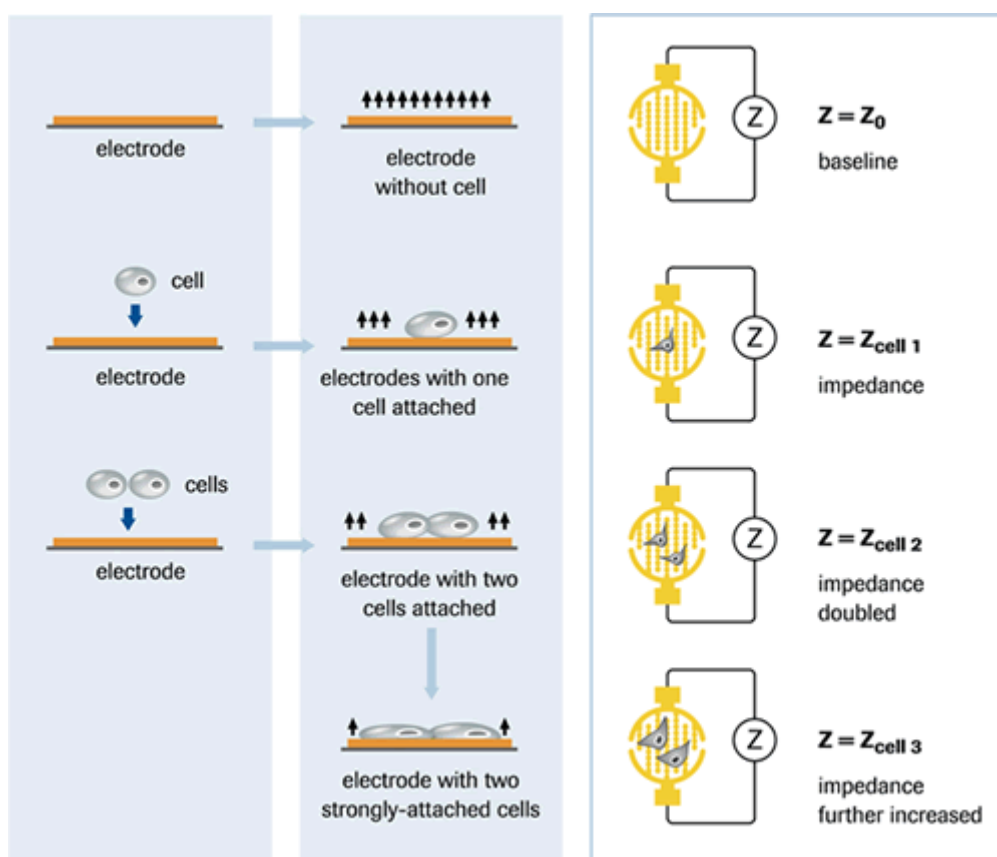 electrode
electrode
without cell
Z
Z = Z0
baseline
cell
electrode
electrodes with one
cell attached
Z
Z = Zcell 1
impedance
cells
electrode
electrode with two
cells attached
Z
Z = Zcell 2
impedance
doubled
electrode with two
strongly-attached cells
Z
Z = Zcell 3
impedance
further increased